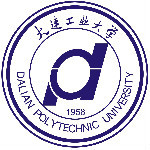 大连工业大学
1958
DALIAN POLYTECHNIC UNIVERSITY